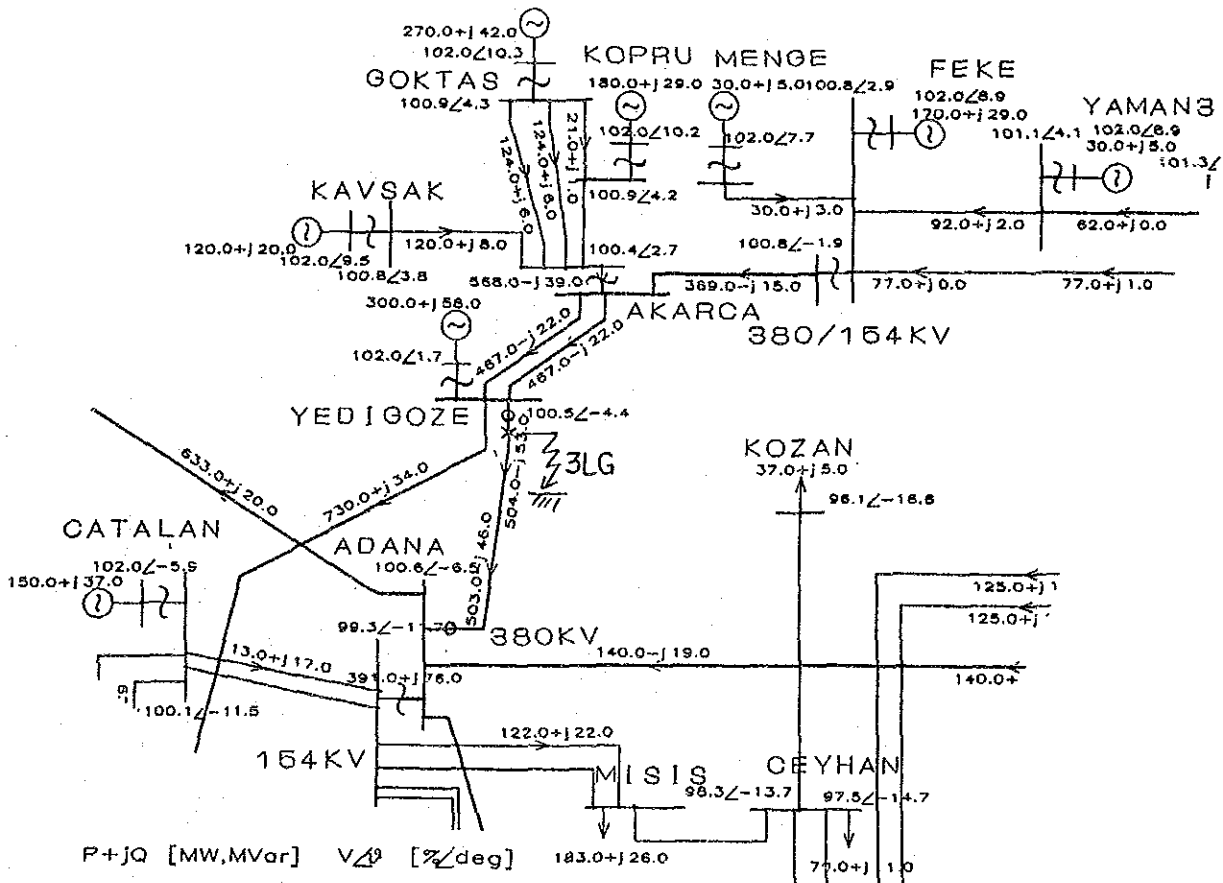 270.0+j42.0
102.0∠10.3
GOKTAS
100.9∠4.3
KOPRU
180.0+j29.0
102.0∠10.2
100.9∠4.2
MENGE
30.0+j5.0
102.0∠7.7
100.8∠2.9
FEKE
102.0∠8.9
170.0+j29.0
YAMAN3
101.1∠4.1
102.0∠8.9
30.0+j5.0
101.3∠
124.0+j6.0
124.0+j6.0
21.0+j1.0
KAVSAK
120.0+j20.0
102.0∠9.5
100.8∠3.8
120.0+j8.0
30.0+j3.0
92.0+j2.0
62.0+j0.0
100.4∠2.7
568.0-j39.0
100.8∠-1.9
369.0-j15.0
77.0+j0.0
77.0+j1.0
AKARCA
380/154KV
300.0+j58.0
102.0∠1.7
467.0-j22.0
467.0-j22.0
YEDIGOZE
100.5∠-4.4
3LG
504.0-j53.0
503.0-j46.0
633.0+j20.0
730.0+j34.0
KOZAN
37.0+j5.0
96.1∠-16.6
CATALAN
102.0∠-5.9
150.0+j37.0
ADANA
100.6∠-6.5
99.3∠-11.7
380KV
125.0+j1
125.0+j
13.0+j17.0
391.0+j76.0
140.0-j19.0
140.0+
100.1∠-11.5
122.0+j22.0
154KV
MISIS
98.3∠-13.7
CEYHAN
97.5∠-14.7
183.0+j26.0
77.0+j1.0
P+jQ [MW,MVar] V∠θ [%∠deg]